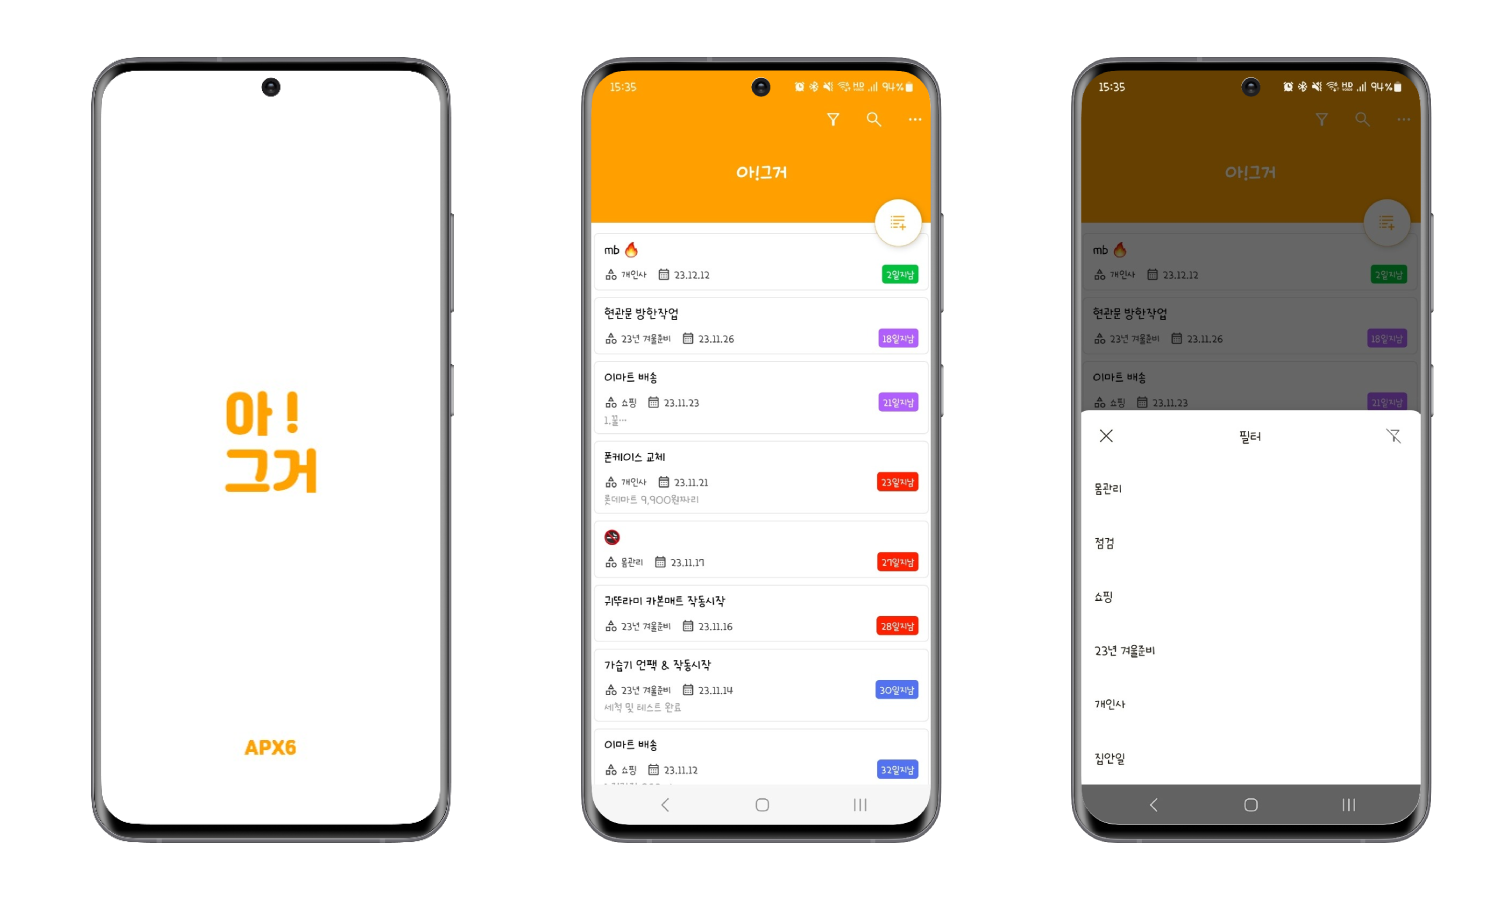 아!
그거
APX6
15:35
94%
아!그거
mb 🔥
개인사 23.12.12 2일지남
현관문 방한작업
23년 겨울준비 23.11.26 18일지남
이마트 배송
쇼핑 23.11.23 21일지남
1.꿀...
폰케이스 교체
개인사 23.11.21 23일지남
롯데마트 9,900원짜리
🚭
몸관리 23.11.17 27일지남
귀뚜라미 카본매트 작동시작
23년 겨울준비 23.11.16 28일지남
가습기 언팩 & 작동시작
23년 겨울준비 23.11.14 30일지남
세척 및 테스트 완료
이마트 배송
쇼핑 23.11.12 32일지남
15:35
94%
아!그거
mb 🔥
개인사 23.12.12 2일지남
현관문 방한작업
23년 겨울준비 23.11.26 18일지남
이마트 배송
쇼핑 23.11.23 21일지남
필터
몸관리
점검
쇼핑
23년 겨울준비
개인사
집안일